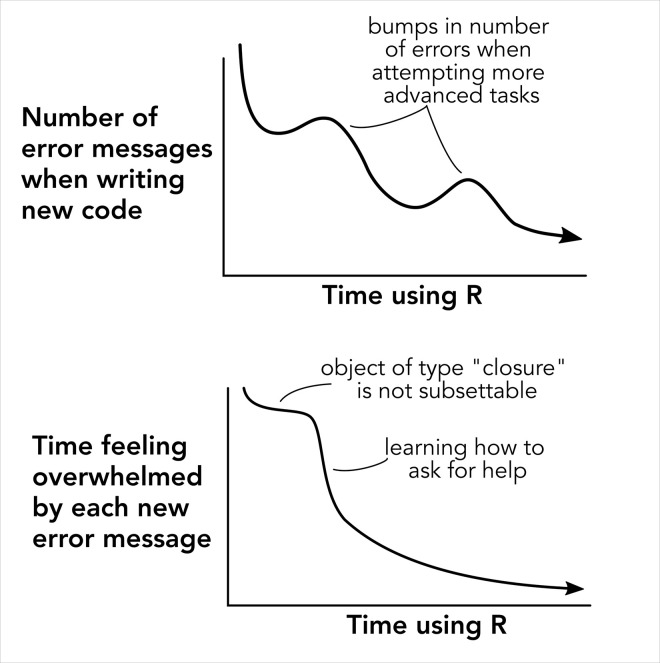 bumps in number
of errors when
attempting more
advanced tasks
Number of
error messages
when writing
new code
Time using R
object of type "closure"
is not subsettable
Time feeling
overwhelmed
by each new
error message
learning how to
ask for help
Time using R